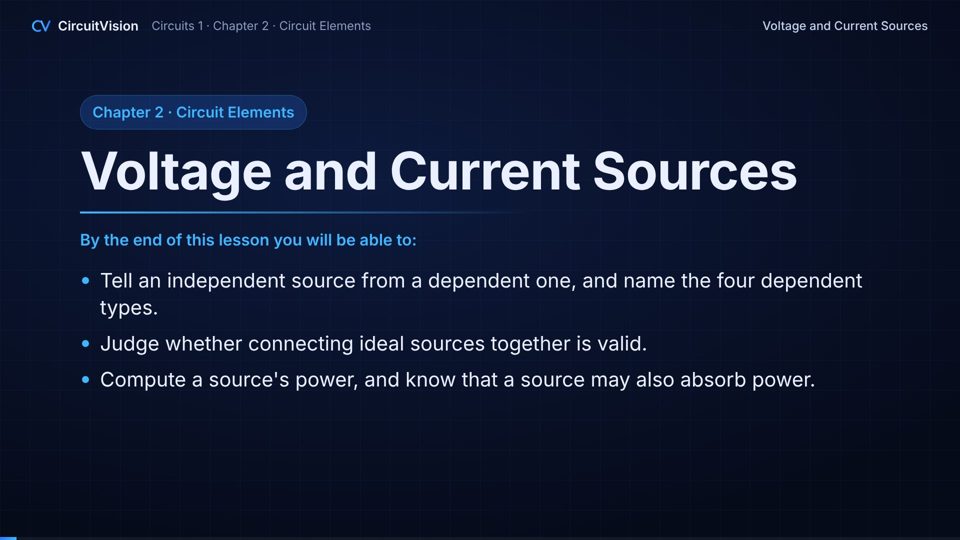 CV CircuitVision Circuits 1 · Chapter 2 · Circuit Elements Voltage and Current Sources
Chapter 2 · Circuit Elements
Voltage and Current Sources
By the end of this lesson you will be able to:
• Tell an independent source from a dependent one, and name the four dependent
types.
• Judge whether connecting ideal sources together is valid.
• Compute a source's power, and know that a source may also absorb power.